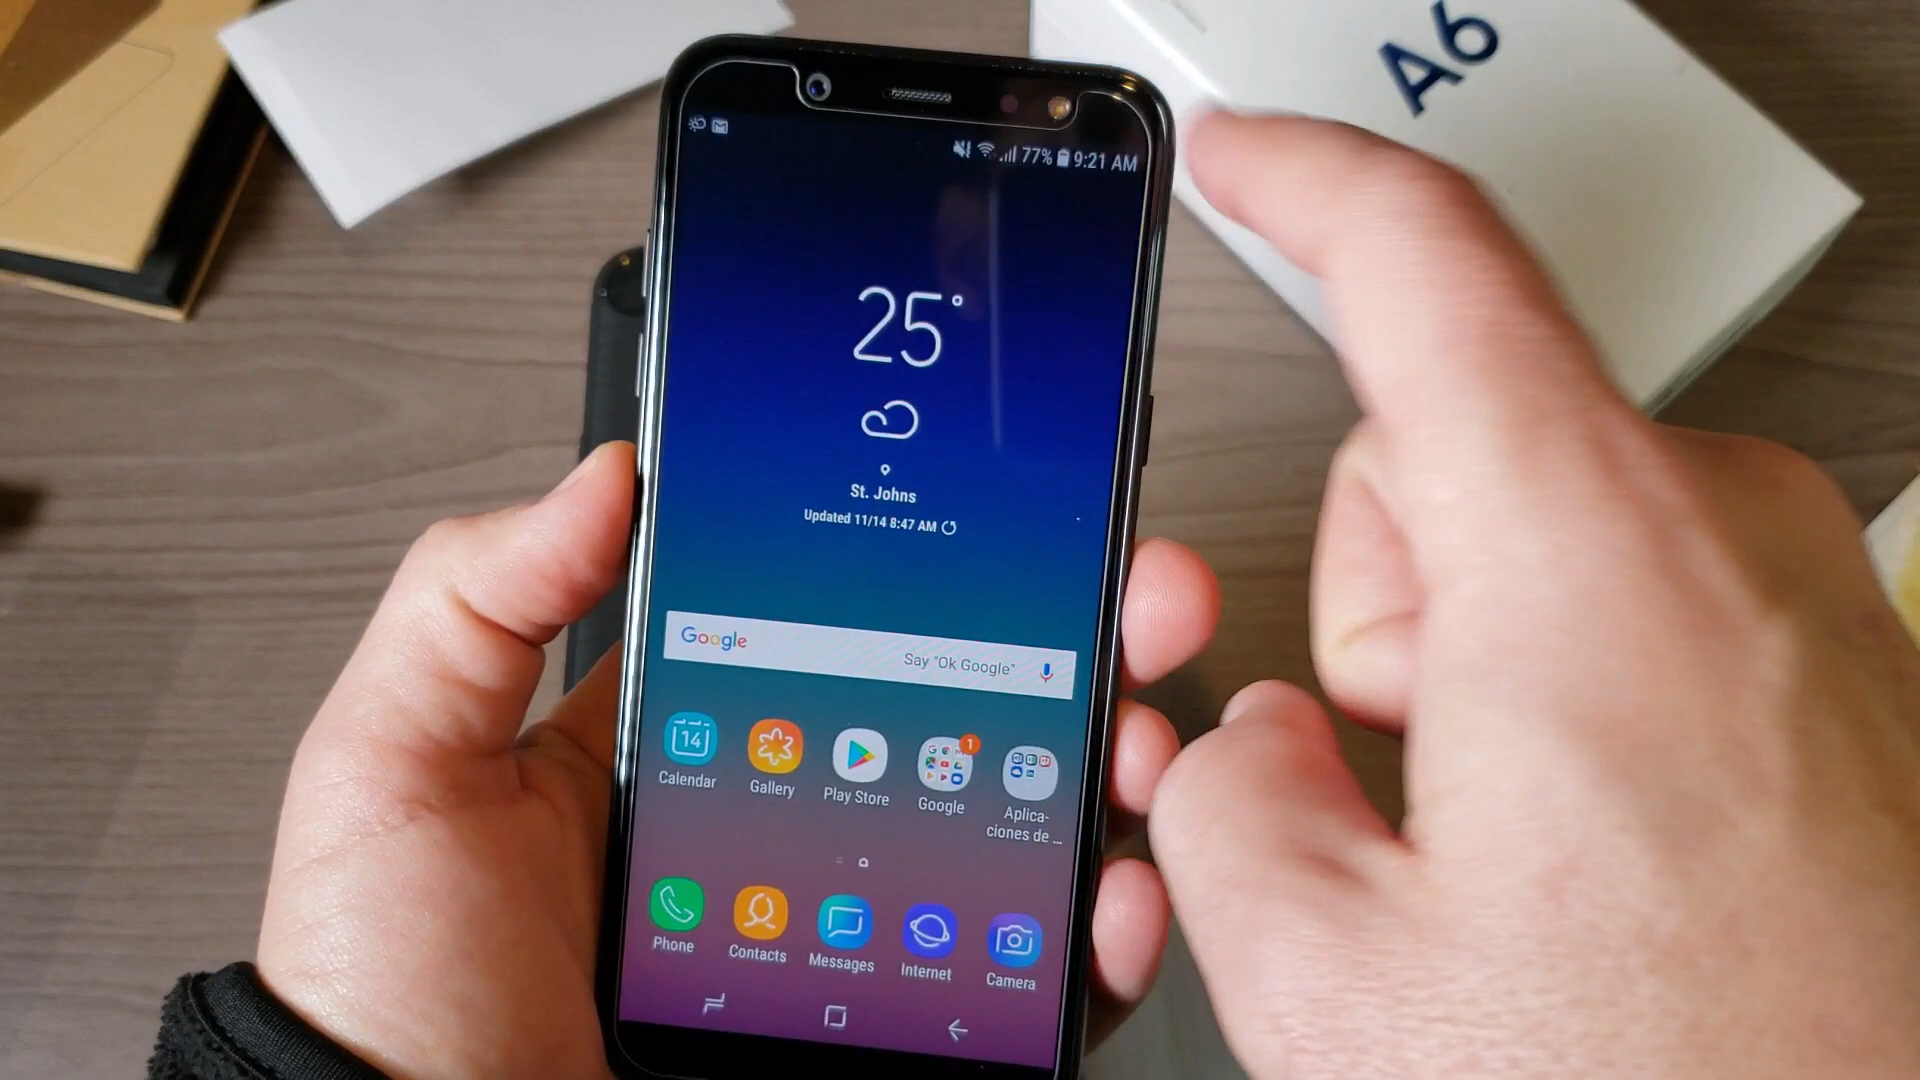 A6
77% 9:21 AM
25°
St. Johns
Updated 11/14 8:47 AM
Google Say "Ok Google"
14
1
Calendar
Gallery
Play Store
Google
Aplica-
ciones de ...
Phone
Contacts
Messages
Internet
Camera